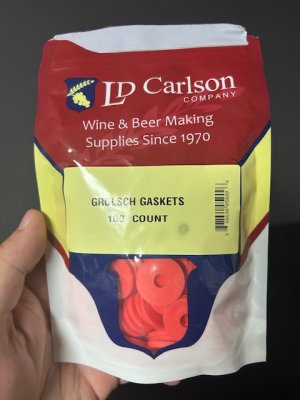 LD Carlson
COMPANY
Wine & Beer Making
Supplies Since 1970
GROLSCH GASKETS
100 COUNT